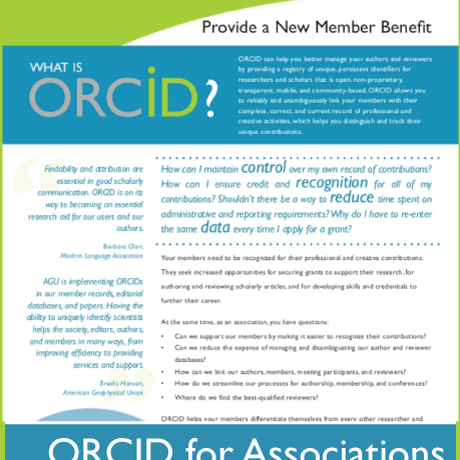 Provide a New Member Benefit
WHAT IS
ORCiD?
ORCID can help you better manage your authors and reviewers
by providing a registry of unique, persistent identifiers for
researchers and scholars that is open, non-proprietary,
transparent, mobile, and community-based. ORCID allows you
to reliably and unambiguously link your members with their
complete, correct, and current record of professional and
creative activities, which helps you distinguish and track their
unique contributions.
“
Findability and attribution are
essential in good scholarly
communication. ORCID is on its
way to becoming an essential
research aid for our users and our
authors.
Barbara Chen,
Modern Language Association
AGU is implementing ORCIDs
in our member records, editorial
databases, and papers. Having the
ability to uniquely identify scientists
helps the society, editors, authors,
and members in many ways, from
improving efficiency to providing
services and support.
”
Brooks Hanson,
American Geophysical Union
How can I maintain control over my own record of contributions?
How can I ensure credit and recognition for all of my
contributions? Shouldn't there be a way to reduce time spent on
administrative and reporting requirements? Why do I have to re-enter
the same data every time I apply for a grant?
Your members need to be recognized for their professional and creative contributions.
They seek increased opportunities for securing grants to support their research, for
authoring and reviewing scholarly articles, and for developing skills and credentials to
further their career.
At the same time, as an association, you have questions:
• Can we support our members by making it easier to recognize their contributions?
• Can we reduce the expense of managing and disambiguating our author and reviewer
databases?
• How can we link our authors, members, meeting participants, and reviewers?
• How do we streamline our processes for authorship, membership, and conferences?
• Where do we find the best-qualified reviewers?
ORCID helps your members differentiate themselves from every other researcher and
ORCID for Associations